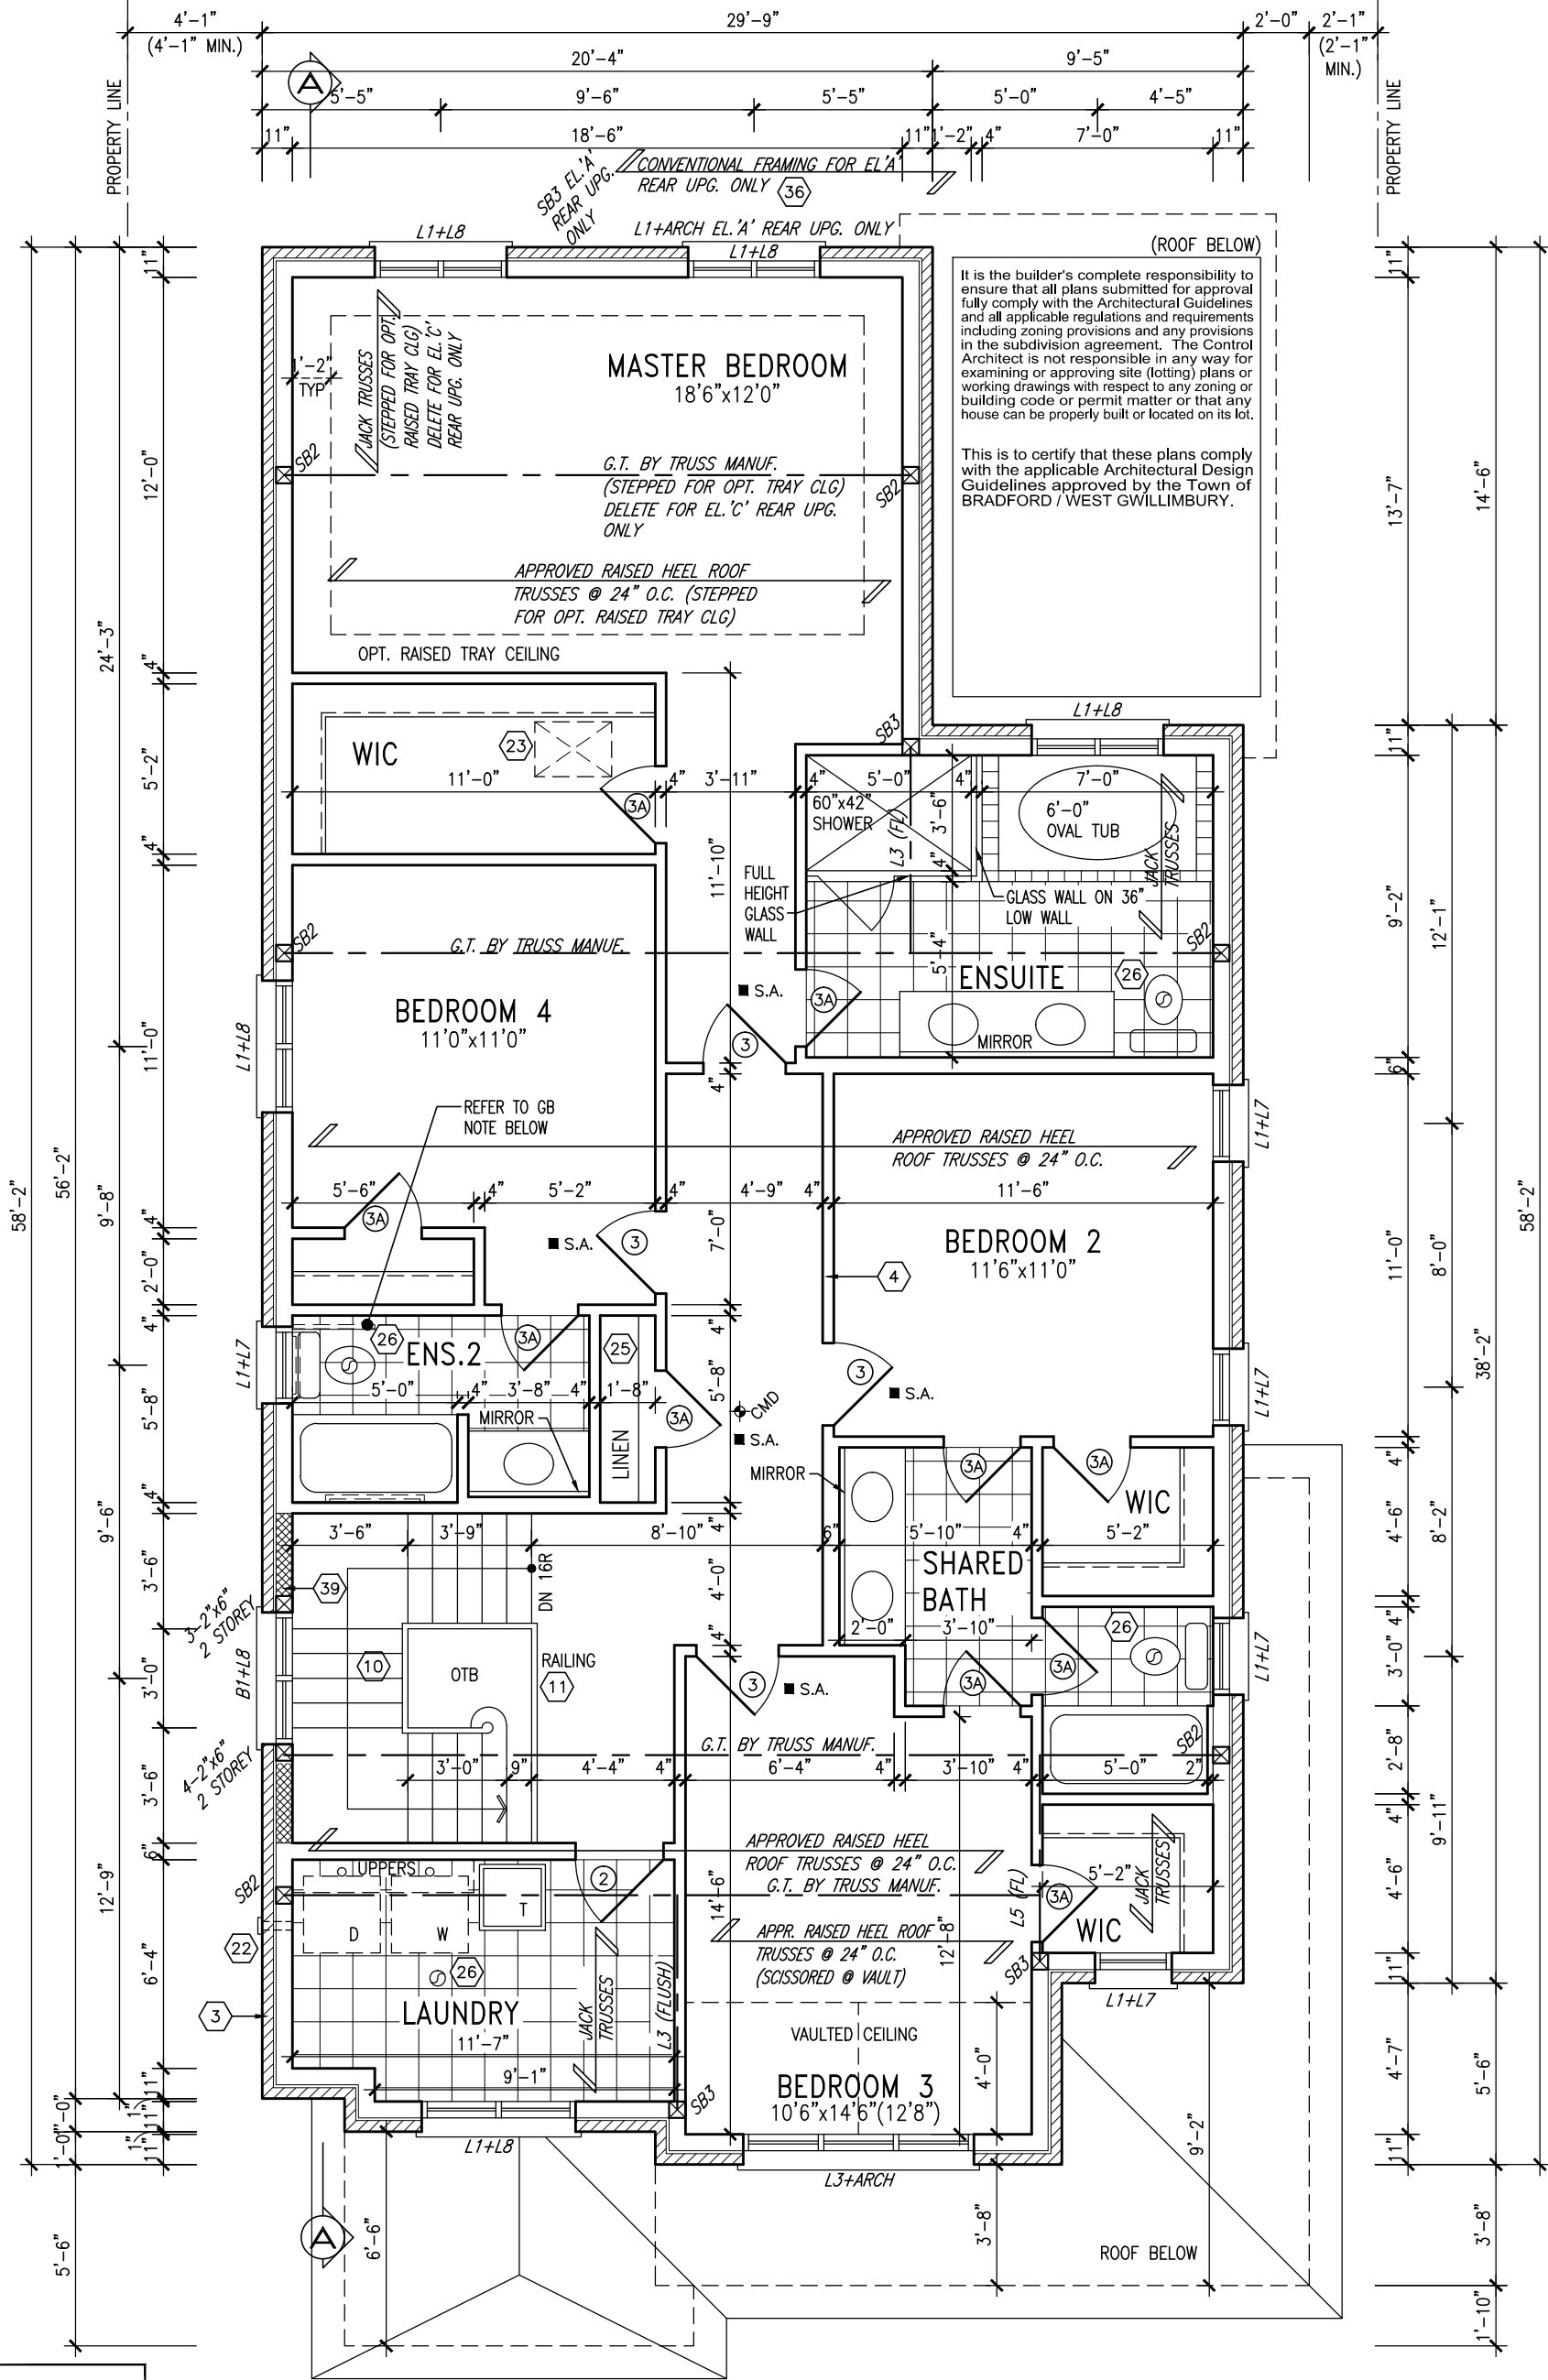 4'-1"
(4'-1" MIN.)
29'-9"
2'-0"
2'-1"
(2'-1"
MIN.)
20'-4"
9'-5"
A
5'-5"
9'-6"
5'-5"
5'-0"
4'-5"
11"
18'-6"
11"
1'-2"
4"
7'-0"
11"
PROPERTY LINE
PROPERTY LINE
SB3 EL.'A'
REAR UPG.
ONLY
CONVENTIONAL FRAMING FOR EL'A'
REAR UPG. ONLY
36
L1+L8
L1+ARCH EL.'A' REAR UPG. ONLY
L1+L8
(ROOF BELOW)
It is the builder's complete responsibility to
ensure that all plans submitted for approval
fully comply with the Architectural Guidelines
and all applicable regulations and requirements
including zoning provisions and any provisions
in the subdivision agreement. The Control
Architect is not responsible in any way for
examining or approving site (lotting) plans or
working drawings with respect to any zoning or
building code or permit matter or that any
house can be properly built or located on its lot.
This is to certify that these plans comply
with the applicable Architectural Design
Guidelines approved by the Town of
BRADFORD / WEST GWILLIMBURY.
1'-2"
TYP
JACK TRUSSES
(STEPPED FOR OPT.
RAISED TRAY CLG)
DELETE FOR EL.'C'
REAR UPG. ONLY
MASTER BEDROOM
18'6"x12'0"
SB2
G.T. BY TRUSS MANUF.
(STEPPED FOR OPT. TRAY CLG)
DELETE FOR EL.'C' REAR UPG.
ONLY
SB2
APPROVED RAISED HEEL ROOF
TRUSSES @ 24" O.C. (STEPPED
FOR OPT. RAISED TRAY CLG)
OPT. RAISED TRAY CEILING
L1+L8
SB3
WIC
23
11'-0"
4"
3'-11"
4"
5'-0"
4"
7'-0"
3A
60"x42"
SHOWER
L3 (FL)
3'-6"
4"
6'-0"
OVAL TUB
JACK
TRUSSES
11'-10"
FULL
HEIGHT
GLASS
WALL
GLASS WALL ON 36"
LOW WALL
SB2
G.T. BY TRUSS MANUF.
5'-4"
SB2
ENSUITE
26
S.A.
3A
BEDROOM 4
11'0"x11'0"
3
MIRROR
4"
L1+L8
REFER TO GB
NOTE BELOW
APPROVED RAISED HEEL
ROOF TRUSSES @ 24" O.C.
L1+L7
5'-6"
4"
5'-2"
4"
4'-9"
4"
11'-6"
3A
S.A.
3
7'-0"
BEDROOM 2
11'6"x11'0"
4
L1+L7
26
ENS.2
3A
25
4"
3
S.A.
5'-0"
4"
3'-8"
4"
1'-8"
5'-8"
MIRROR
3A
CMD
S.A.
LINEN
L1+L7
MIRROR
3A
3A
WIC
3'-6"
3'-9"
8'-10"
4"
6"
5'-10"
4"
5'-2"
39
DN 16R
4'-0"
SHARED
BATH
3-2"x6"
2 STOREY
2'-0"
3'-10"
26
4"
10
OTB
RAILING
11
3
S.A.
3A
3A
L1+L7
B1+L8
4-2"x6"
2 STOREY
G.T. BY TRUSS MANUF.
SB2
3'-0"
9"
4'-4"
4"
6'-4"
4"
3'-10"
4"
5'-0"
2"
APPROVED RAISED HEEL
ROOF TRUSSES @ 24" O.C.
G.T. BY TRUSS MANUF.
UPPERS
2
SB2
D
W
T
14'-6"
L5 (FL)
5'-2"
3A
JACK
TRUSSES
WIC
22
26
APPR. RAISED HEEL ROOF
TRUSSES @ 24" O.C.
(SCISSORED @ VAULT)
12'-8"
SB3
3
LAUNDRY
11'-7"
JACK
TRUSSES
L3 (FLUSH)
L1+L7
VAULTED CEILING
9'-1"
4'-0"
BEDROOM 3
10'6"x14'6"(12'8")
SB3
L1+L8
L3+ARCH
9'-2"
A
6'-6"
3'-8"
ROOF BELOW
58'-2"
56'-2"
5'-6"
1'-0"
1'-0"
24'-3"
9'-8"
9'-6"
12'-9"
11"
12'-0"
4"
5'-2"
4"
11'-0"
4"
2'-0"
4"
5'-8"
4"
3'-6"
3'-0"
3'-6"
6"
6'-4"
11"
1"
11"
1"
11"
11"
13'-7"
11"
9'-2"
6"
11'-0"
4"
4'-6"
4"
3'-0"
2'-8"
4"
4'-6"
11"
4'-7"
11"
12'-1"
8'-0"
8'-2"
9'-11"
14'-6"
38'-2"
5'-6"
3'-8"
1'-10"
58'-2"